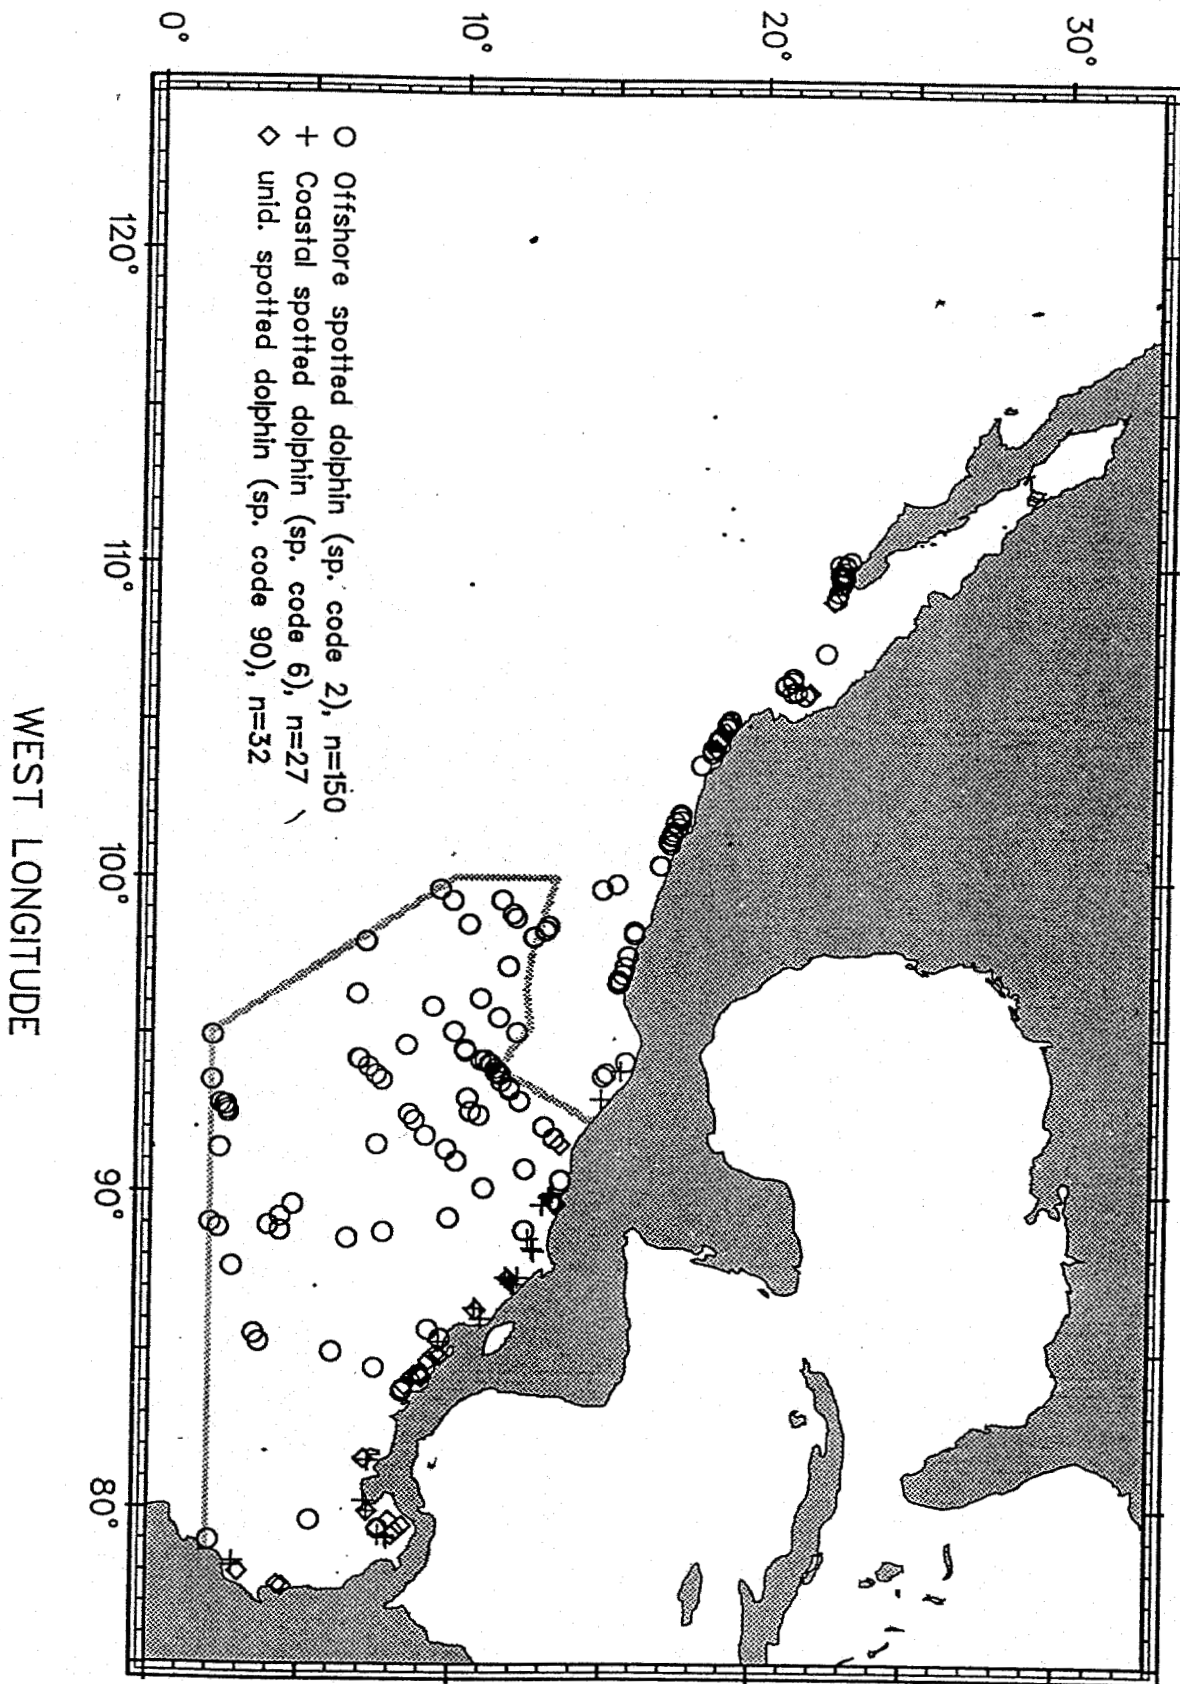 ○ Offshore spotted dolphin (sp. code 2), n=150
+ Coastal spotted dolphin (sp. code 6), n=27
◇ unid. spotted dolphin (sp. code 90), n=32
30°
20°
10°
0°
120°
110°
100°
90°
80°
WEST LONGITUDE